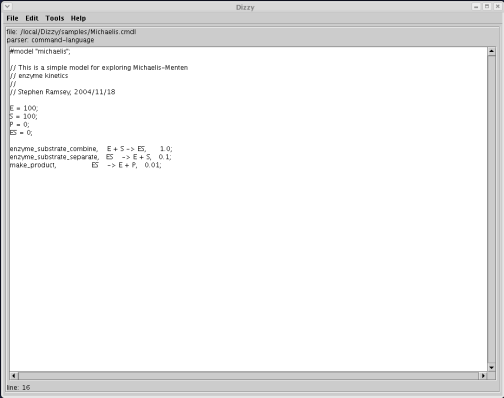 Dizzy
File Edit Tools Help
file: /local/Dizzy/samples/Michaelis.cmdl
parser: command-language
#model "michaelis";
// This is a simple model for exploring Michaelis-Menten
// enzyme kinetics
//
// Stephen Ramsey, 2004/11/18
E = 100;
S = 100;
P = 0;
ES = 0;
enzyme_substrate_combine, E + S -> ES, 1.0;
enzyme_substrate_separate, ES -> E + S, 0.1;
make_product, ES -> E + P, 0.01;
line: 16